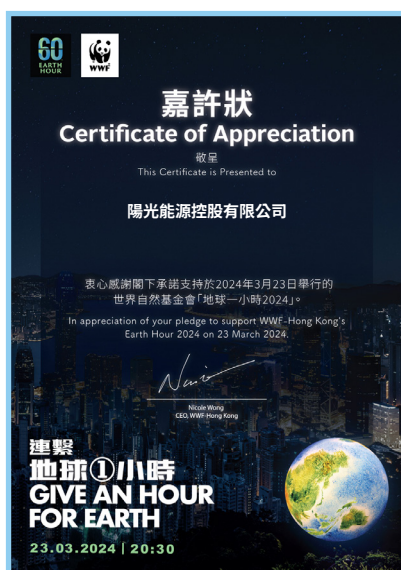 60
EARTH
HOUR
WWF
嘉許狀
Certificate of Appreciation
敬呈
This Certificate is Presented to
陽光能源控股有限公司
衷心感謝閣下承諾支持於2024年3月23日舉行的
世界自然基金會「地球一小時2024」。
In appreciation of your pledge to support WWF-Hong Kong's
Earth Hour 2024 on 23 March 2024.
Nicole Wong
CEO, WWF-Hong Kong
連繫
地球①小時
GIVE AN HOUR
FOR EARTH
23.03.2024 | 20:30